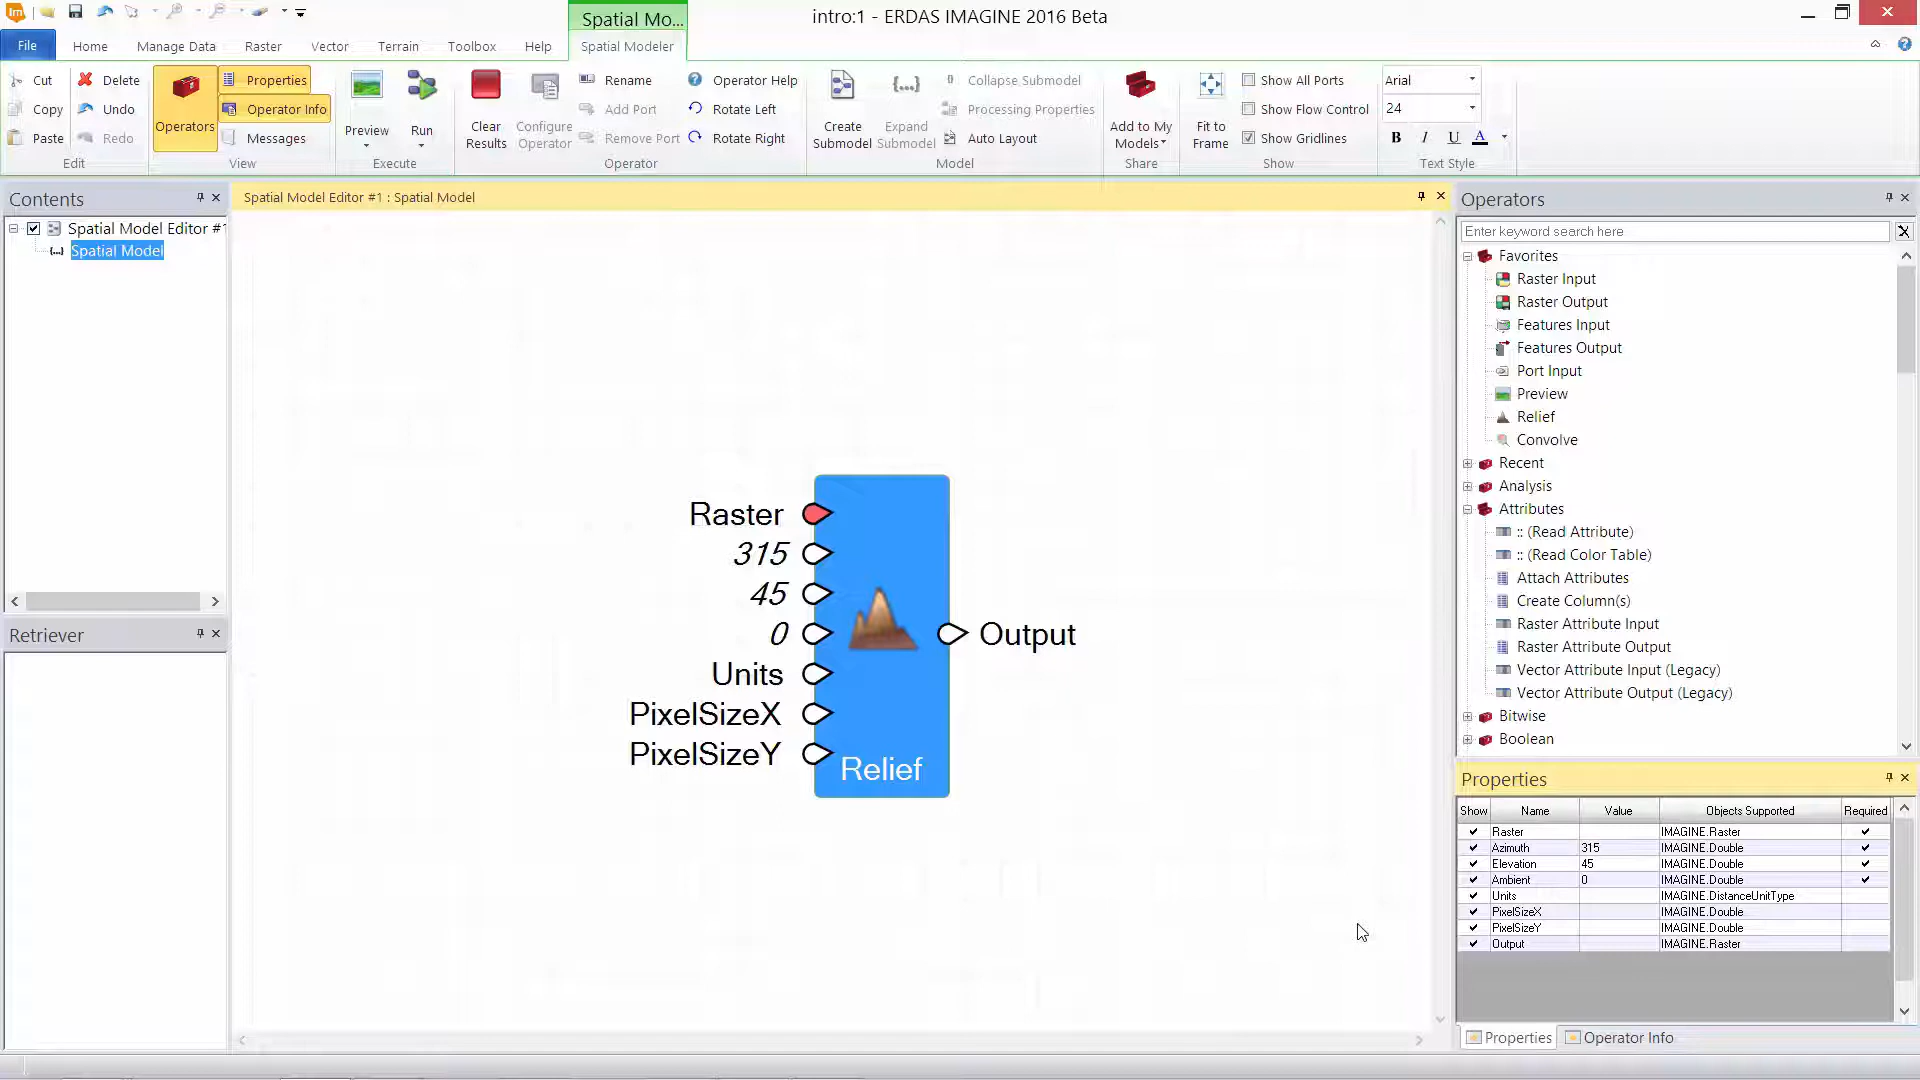 Spatial Mo...
intro:1 - ERDAS IMAGINE 2016 Beta
File Home Manage Data Raster Vector Terrain Toolbox Help Spatial Modeler
Cut Delete Properties Rename Operator Help Collapse Submodel Show All Ports Arial
Copy Undo Operator Info Add Port Rotate Left Processing Properties Show Flow Control 24
Paste Redo Operators Messages Preview Run Clear Results Configure Operator Remove Port Rotate Right Create Submodel Expand Submodel Auto Layout Add to My Models Fit to Frame Show Gridlines B I U A
Edit View Execute Operator Model Share Show Text Style
Contents
Spatial Model Editor #1
Spatial Model
Retriever
Spatial Model Editor #1 : Spatial Model
Raster
315
45
0
Units
PixelSizeX
PixelSizeY
Relief
Output
Operators
Enter keyword search here
Favorites
Raster Input
Raster Output
Features Input
Features Output
Port Input
Preview
Relief
Convolve
Recent
Analysis
Attributes
:: (Read Attribute)
:: (Read Color Table)
Attach Attributes
Create Column(s)
Raster Attribute Input
Raster Attribute Output
Vector Attribute Input (Legacy)
Vector Attribute Output (Legacy)
Bitwise
Boolean
Properties
Show Name Value Objects Supported Required
Raster IMAGINE.Raster
Azimuth 315 IMAGINE.Double
Elevation 45 IMAGINE.Double
Ambient 0 IMAGINE.Double
Units IMAGINE.DistanceUnitType
PixelSizeX IMAGINE.Double
PixelSizeY IMAGINE.Double
Output IMAGINE.Raster
Properties Operator Info